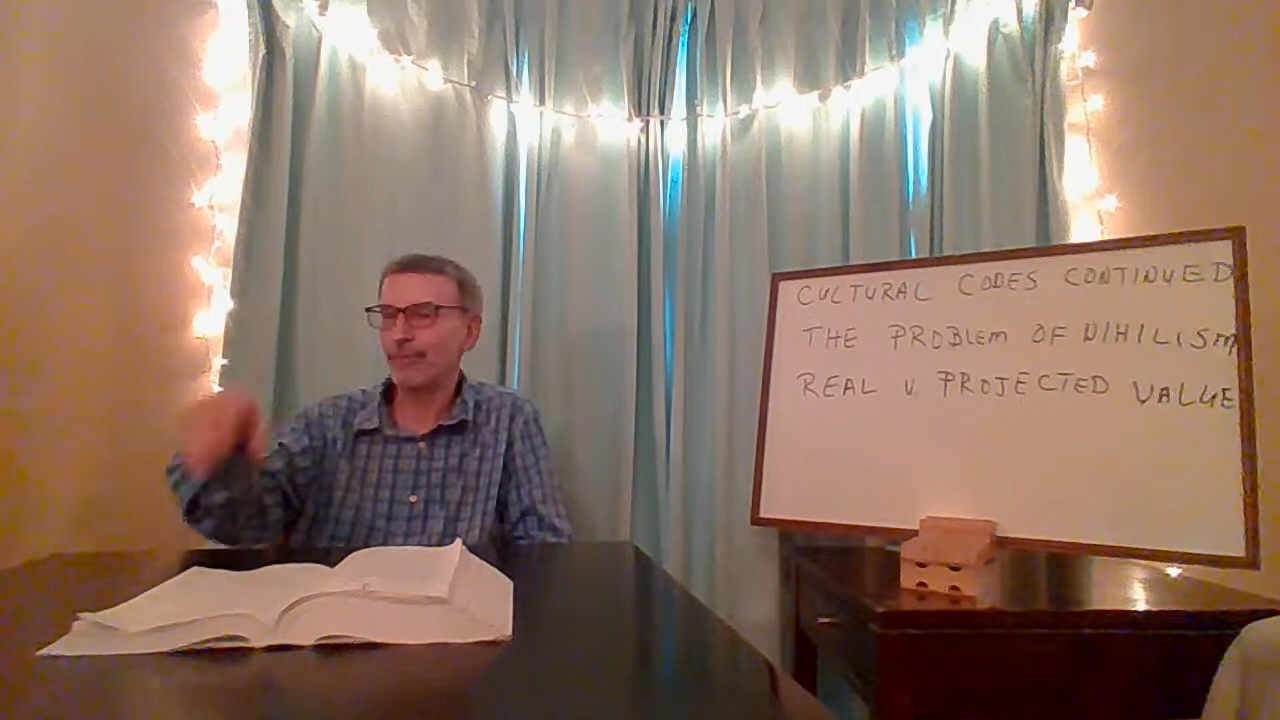 CULTURAL CODES CONTINUED
THE PROBLEM OF NIHILISM
REAL V PROJECTED VALUE